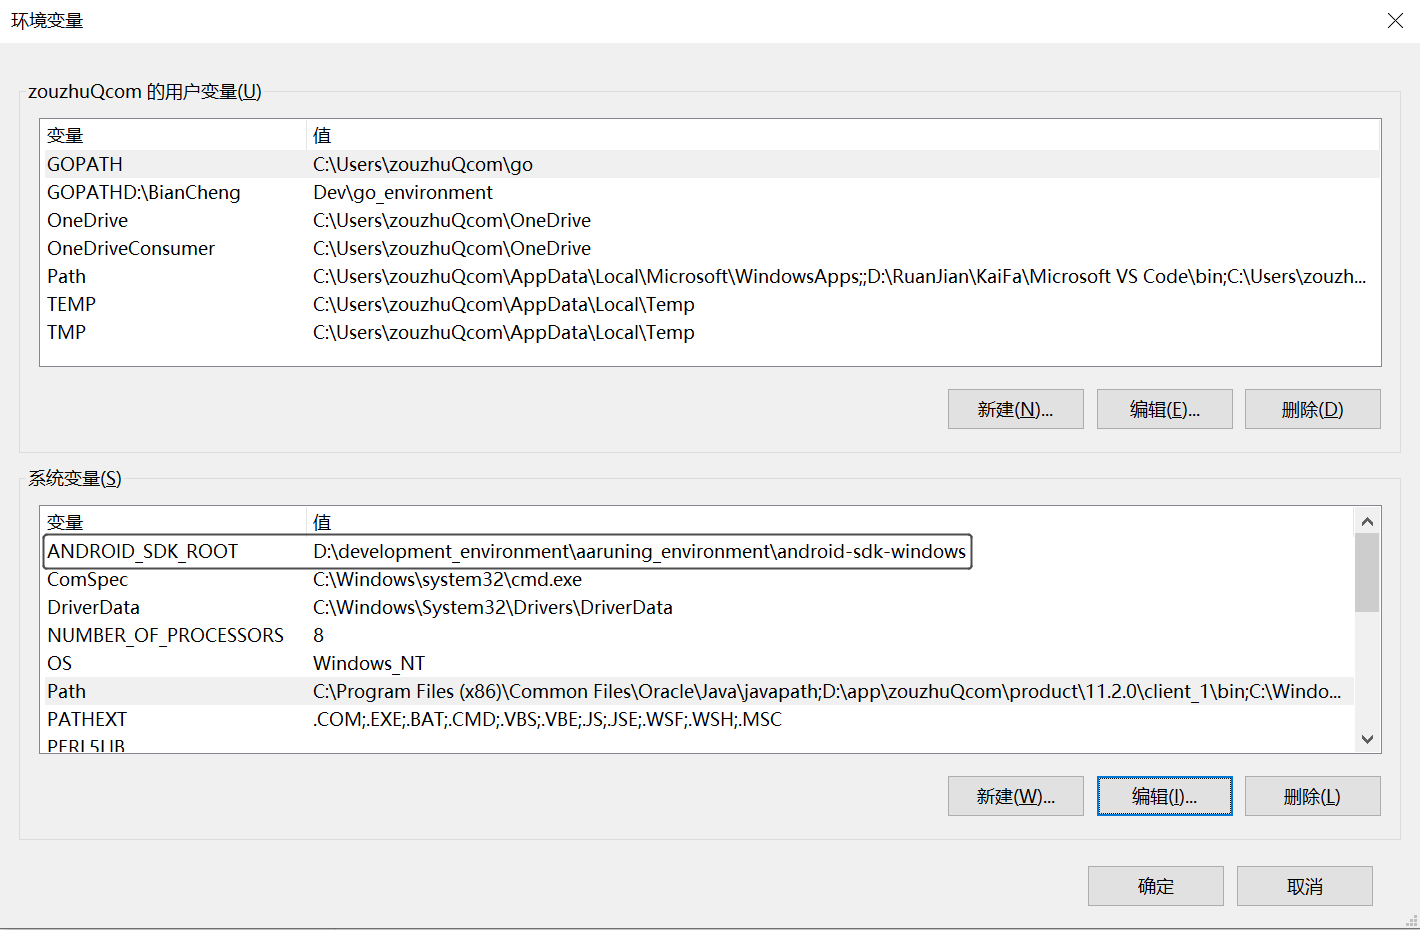 环境变量
zouzhuQcom 的用户变量(U)
变量 值
GOPATH C:\Users\zouzhuQcom\go
GOPATHD:\BianCheng Dev\go_environment
OneDrive C:\Users\zouzhuQcom\OneDrive
OneDriveConsumer C:\Users\zouzhuQcom\OneDrive
Path C:\Users\zouzhuQcom\AppData\Local\Microsoft\WindowsApps;;D:\RuanJian\KaiFa\Microsoft VS Code\bin;C:\Users\zouzh...
TEMP C:\Users\zouzhuQcom\AppData\Local\Temp
TMP C:\Users\zouzhuQcom\AppData\Local\Temp
新建(N)... 编辑(E)... 删除(D)
系统变量(S)
变量 值
ANDROID_SDK_ROOT D:\development_environment\aaruning_environment\android-sdk-windows
ComSpec C:\Windows\system32\cmd.exe
DriverData C:\Windows\System32\Drivers\DriverData
NUMBER_OF_PROCESSORS 8
OS Windows_NT
Path C:\Program Files (x86)\Common Files\Oracle\Java\javapath;D:\app\zouzhuQcom\product\11.2.0\client_1\bin;C:\Windo...
PATHEXT .COM;.EXE;.BAT;.CMD;.VBS;.VBE;.JS;.JSE;.WSF;.WSH;.MSC
PERL5LIB
新建(W)... 编辑(I)... 删除(L)
确定 取消